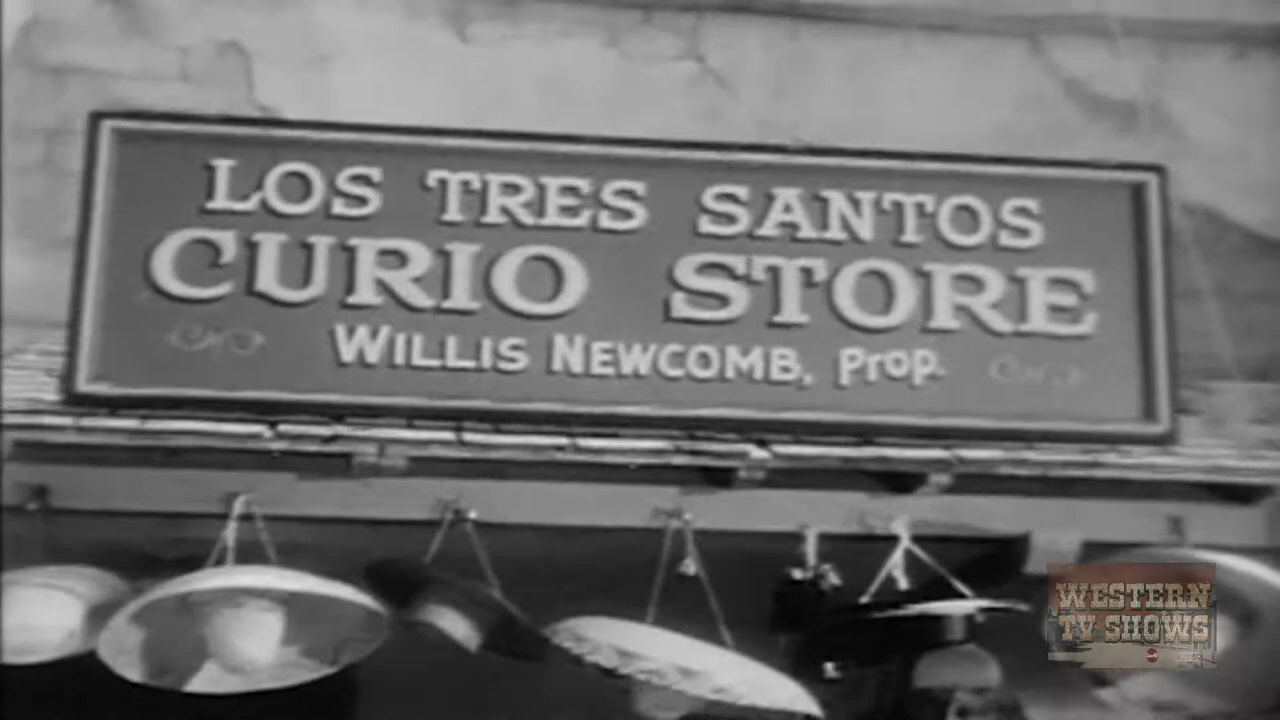 LOS TRES SANTOS
CURIO STORE
WILLIS NEWCOMB, Prop.
WESTERN
TV SHOWS